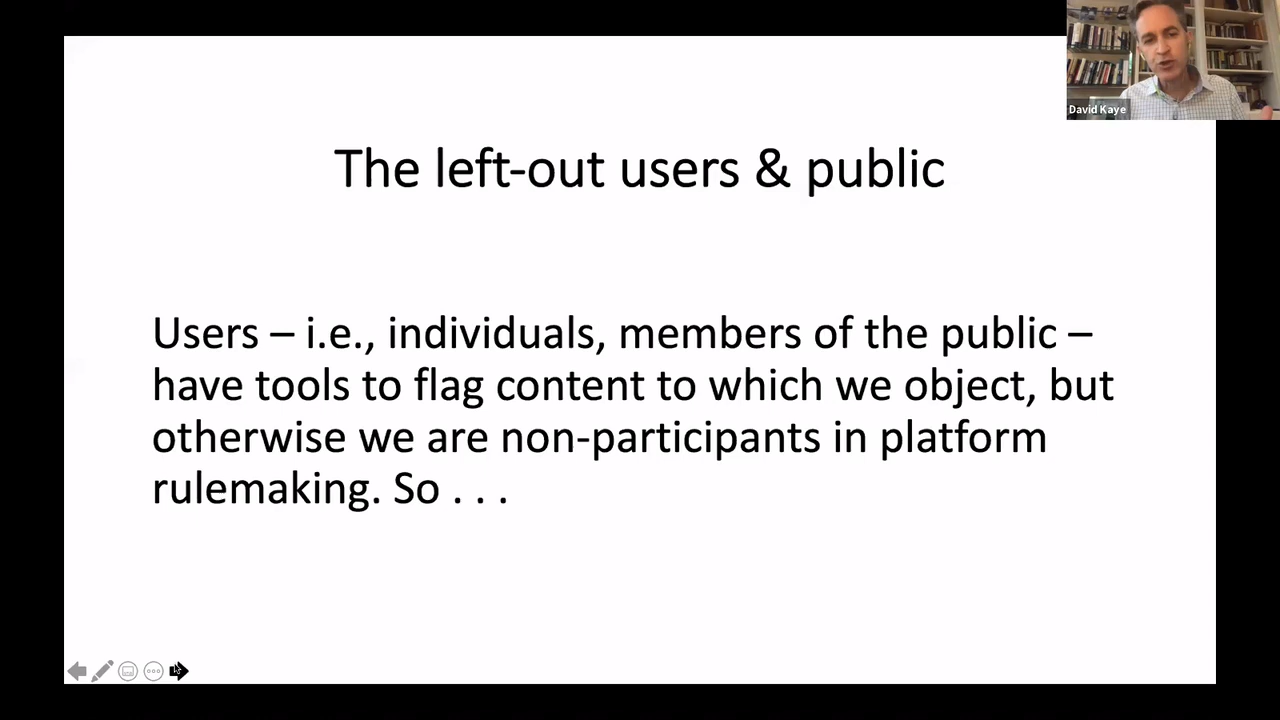 David Kaye
The left-out users & public
Users – i.e., individuals, members of the public –
have tools to flag content to which we object, but
otherwise we are non-participants in platform
rulemaking. So . . .